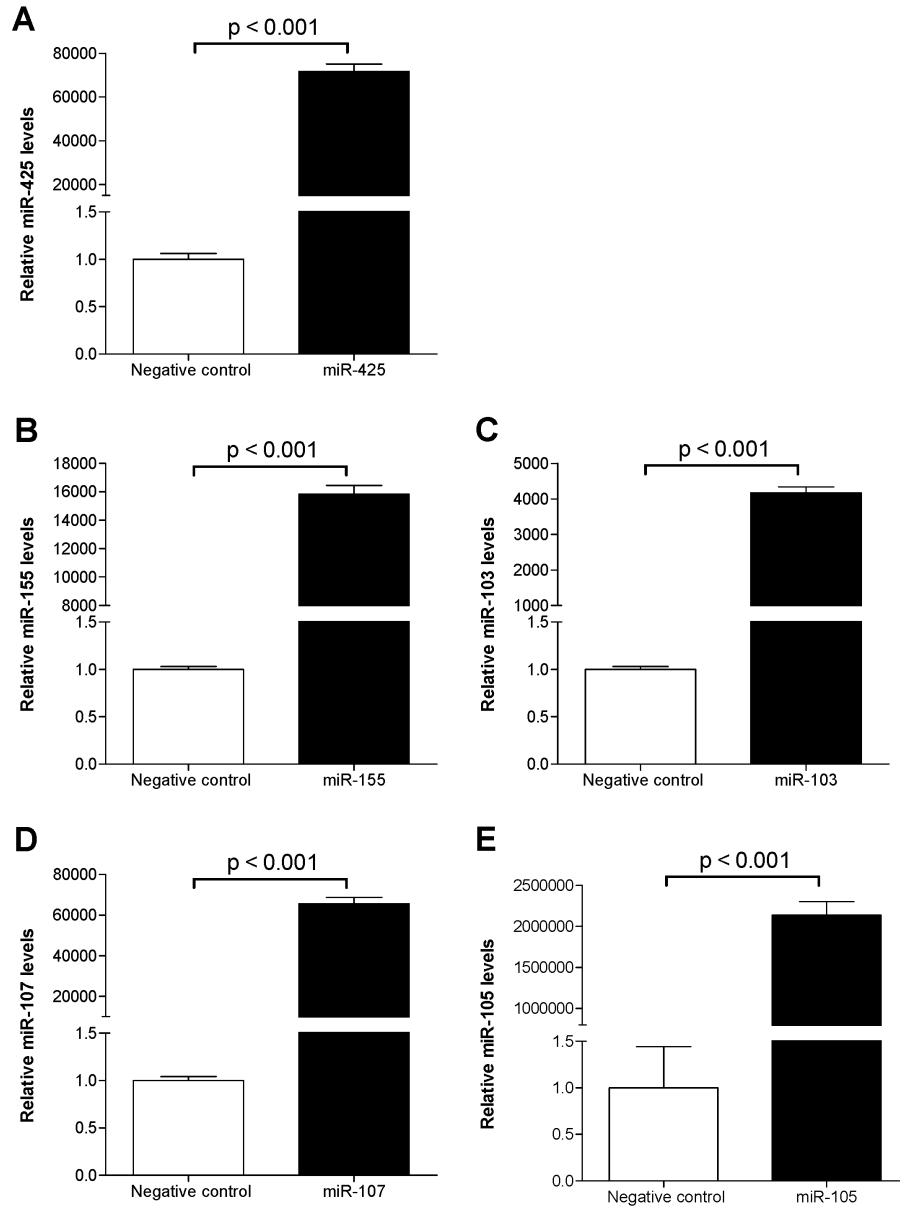 A
p < 0.001
Relative miR-425 levels
80000
60000
40000
20000
1.5
1.0
0.5
0.0
Negative control miR-425
B
p < 0.001
Relative miR-155 levels
18000
16000
14000
12000
10000
8000
1.5
1.0
0.5
0.0
Negative control miR-155
C
p < 0.001
Relative miR-103 levels
5000
4000
3000
2000
1000
1.5
1.0
0.5
0.0
Negative control miR-103
D
p < 0.001
Relative miR-107 levels
80000
60000
40000
20000
1.5
1.0
0.5
0.0
Negative control miR-107
E
p < 0.001
Relative miR-105 levels
2500000
2000000
1500000
1000000
1.5
1.0
0.5
0.0
Negative control miR-105